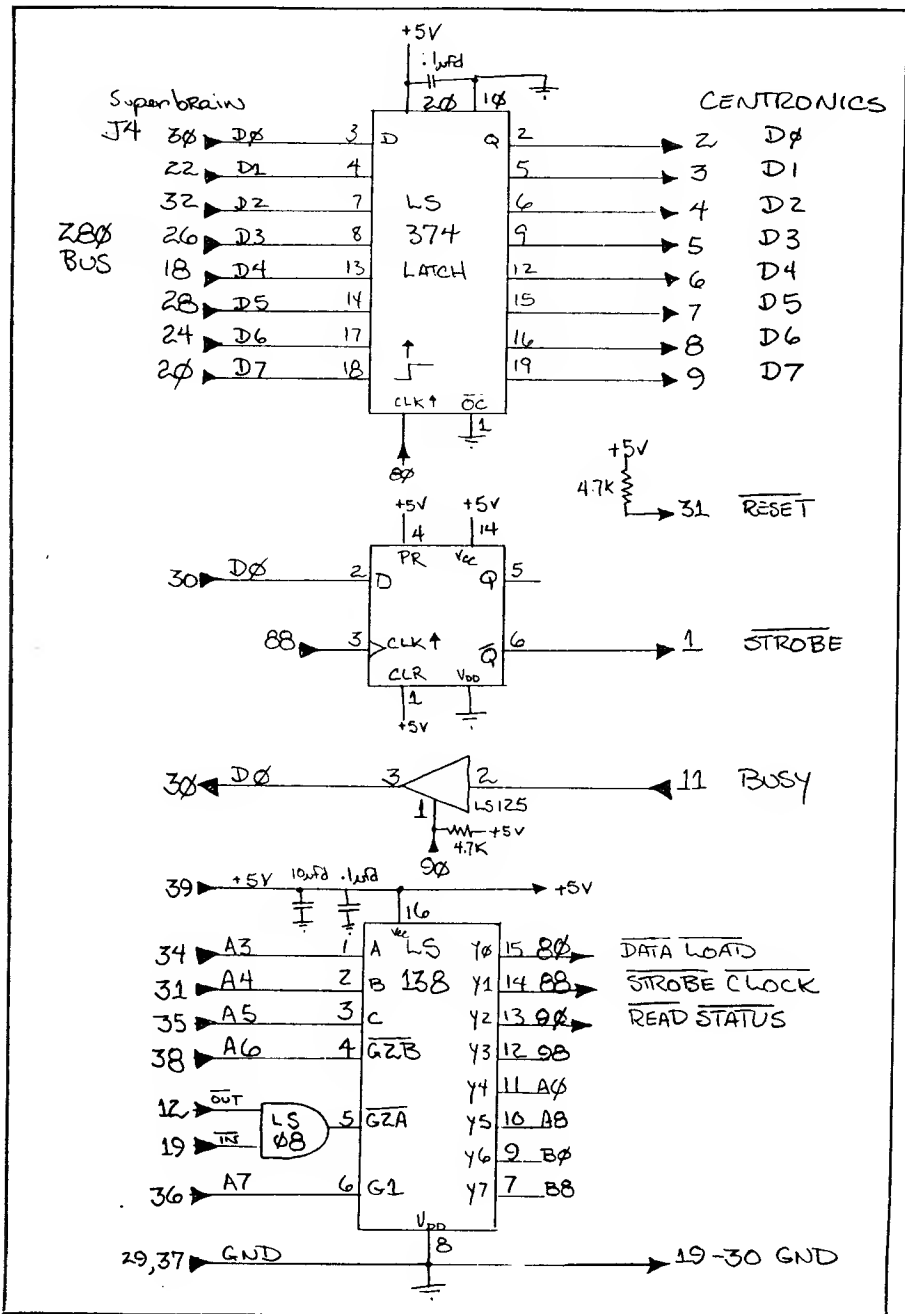 +5V
.1µfd
20 10
Superbrain
J4
CENTRONICS
30 D0 3 D Q 2 2 D0
22 D1 4 5 3 D1
32 D2 7 LS 6 4 D2
Z80
BUS
26 D3 8 374 9 5 D3
18 D4 13 LATCH 12 6 D4
28 D5 14 15 7 D5
24 D6 17 16 8 D6
20 D7 18 19 9 D7
CLK↑ OC
1
80
+5V
4.7K
31 RESET
+5V +5V
4 14
PR Vcc
30 D0 2 D Q 5
88 3 CLK↑ Q 6 1 STROBE
CLR VDD
1
+5V
30 D0 3 2 11 BUSY
LS125
1
+5V
4.7K
90
39 +5V 10µfd .1µfd +5V
16
Vcc
34 A3 1 A LS Y0 15 80 DATA LOAD
31 A4 2 B 138 Y1 14 88 STROBE CLOCK
35 A5 3 C Y2 13 90 READ STATUS
38 A6 4 G2B Y3 12 98
Y4 11 A0
12 OUT LS 5 G2A Y5 10 A8
19 IN 08 Y6 9 B0
36 A7 6 G1 Y7 7 B8
VDD
8
29,37 GND 19-30 GND